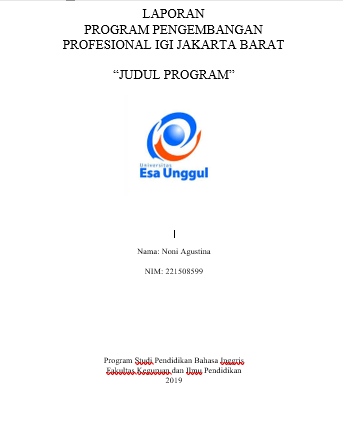 LAPORAN
PROGRAM PENGEMBANGAN
PROFESIONAL IGI JAKARTA BARAT
“JUDUL PROGRAM”
Universitas
Esa Unggul
Nama: Noni Agustina
NIM: 221508599
Program Studi Pendidikan Bahasa Inggris
Fakultas Keguruan dan Ilmu Pendidikan
2019